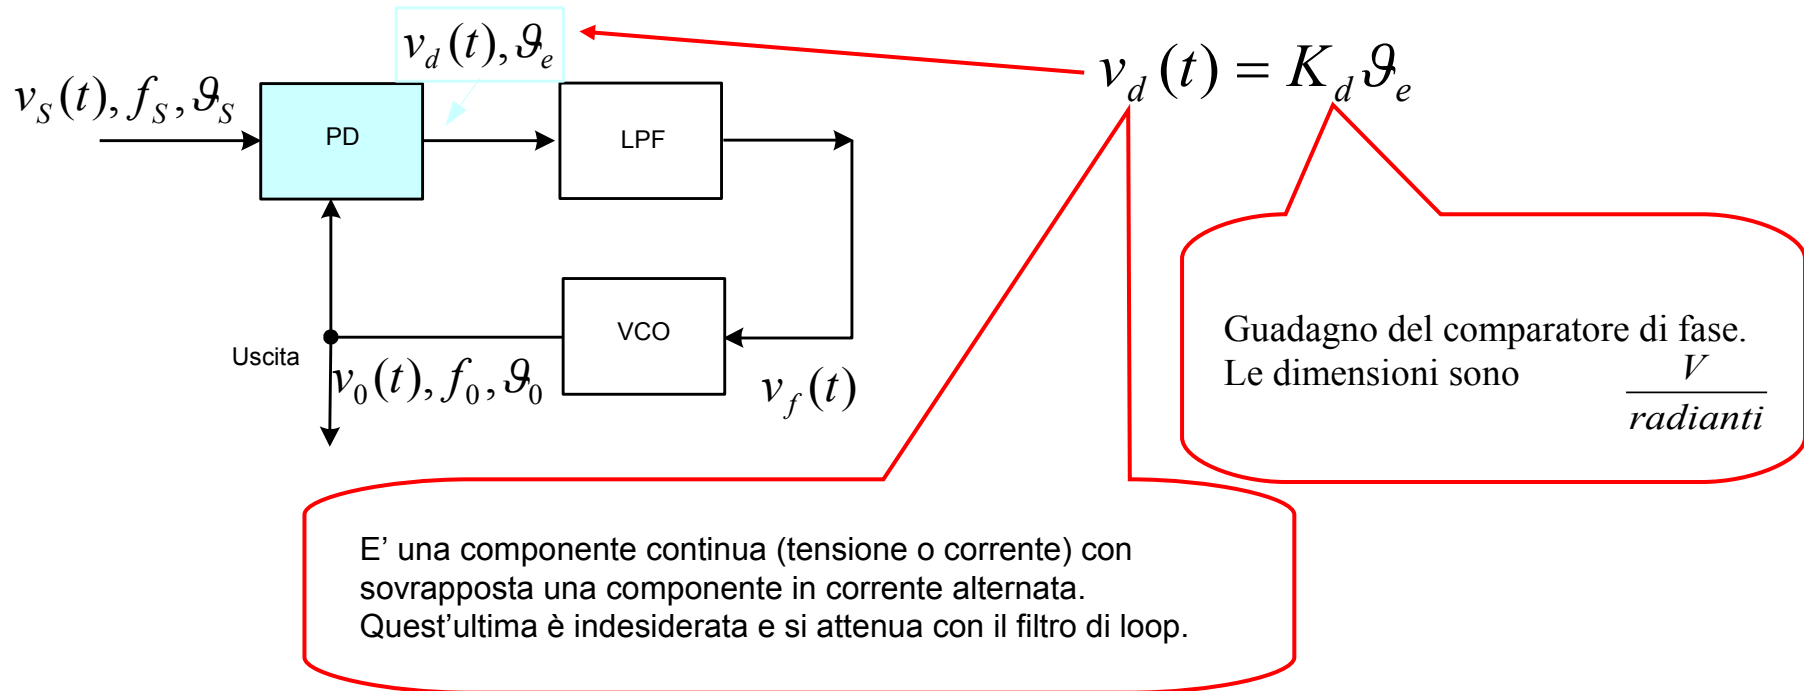 v_d(t), ϑ_e
v_d(t) = K_d ϑ_e
v_S(t), f_S, ϑ_S
PD
LPF
VCO
Uscita
v_0(t), f_0, ϑ_0
v_f(t)
Guadagno del comparatore di fase.
Le dimensioni sono V/radianti
E’ una componente continua (tensione o corrente) con
sovrapposta una componente in corrente alternata.
Quest’ultima è indesiderata e si attenua con il filtro di loop.